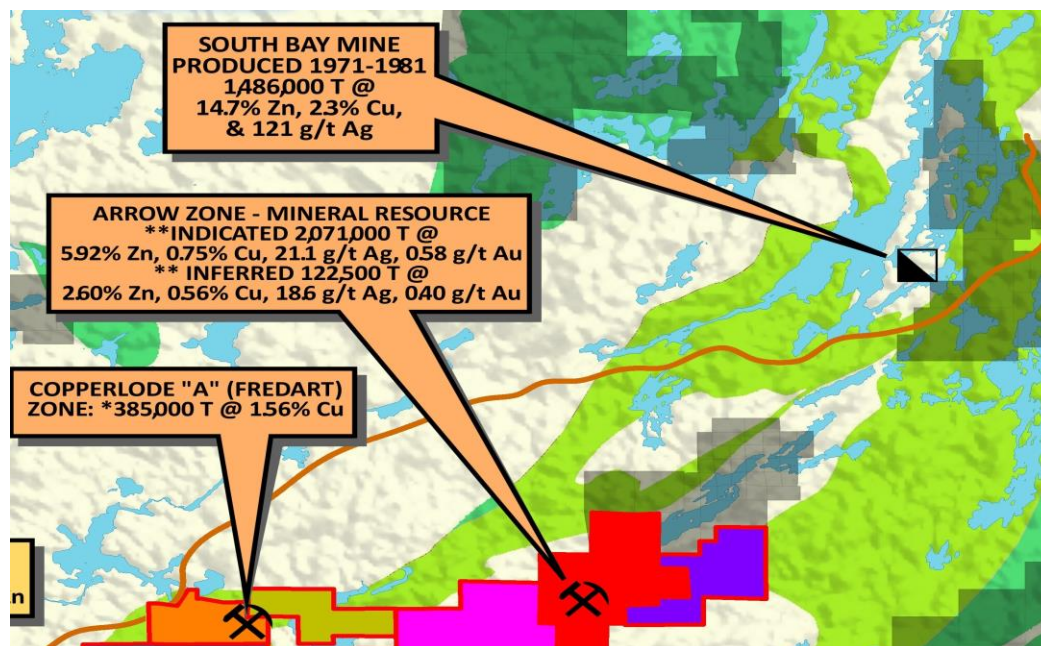 SOUTH BAY MINE
PRODUCED 1971-1981
1,486,000 T @
14.7% Zn, 2.3% Cu,
& 121 g/t Ag
ARROW ZONE - MINERAL RESOURCE
**INDICATED 2,071,000 T @
5.92% Zn, 0.75% Cu, 21.1 g/t Ag, 0.58 g/t Au
** INFERRED 122,500 T @
2.60% Zn, 0.56% Cu, 18.6 g/t Ag, 0.40 g/t Au
COPPERLODE "A" (FREDART)
ZONE: *385,000 T @ 1.56% Cu